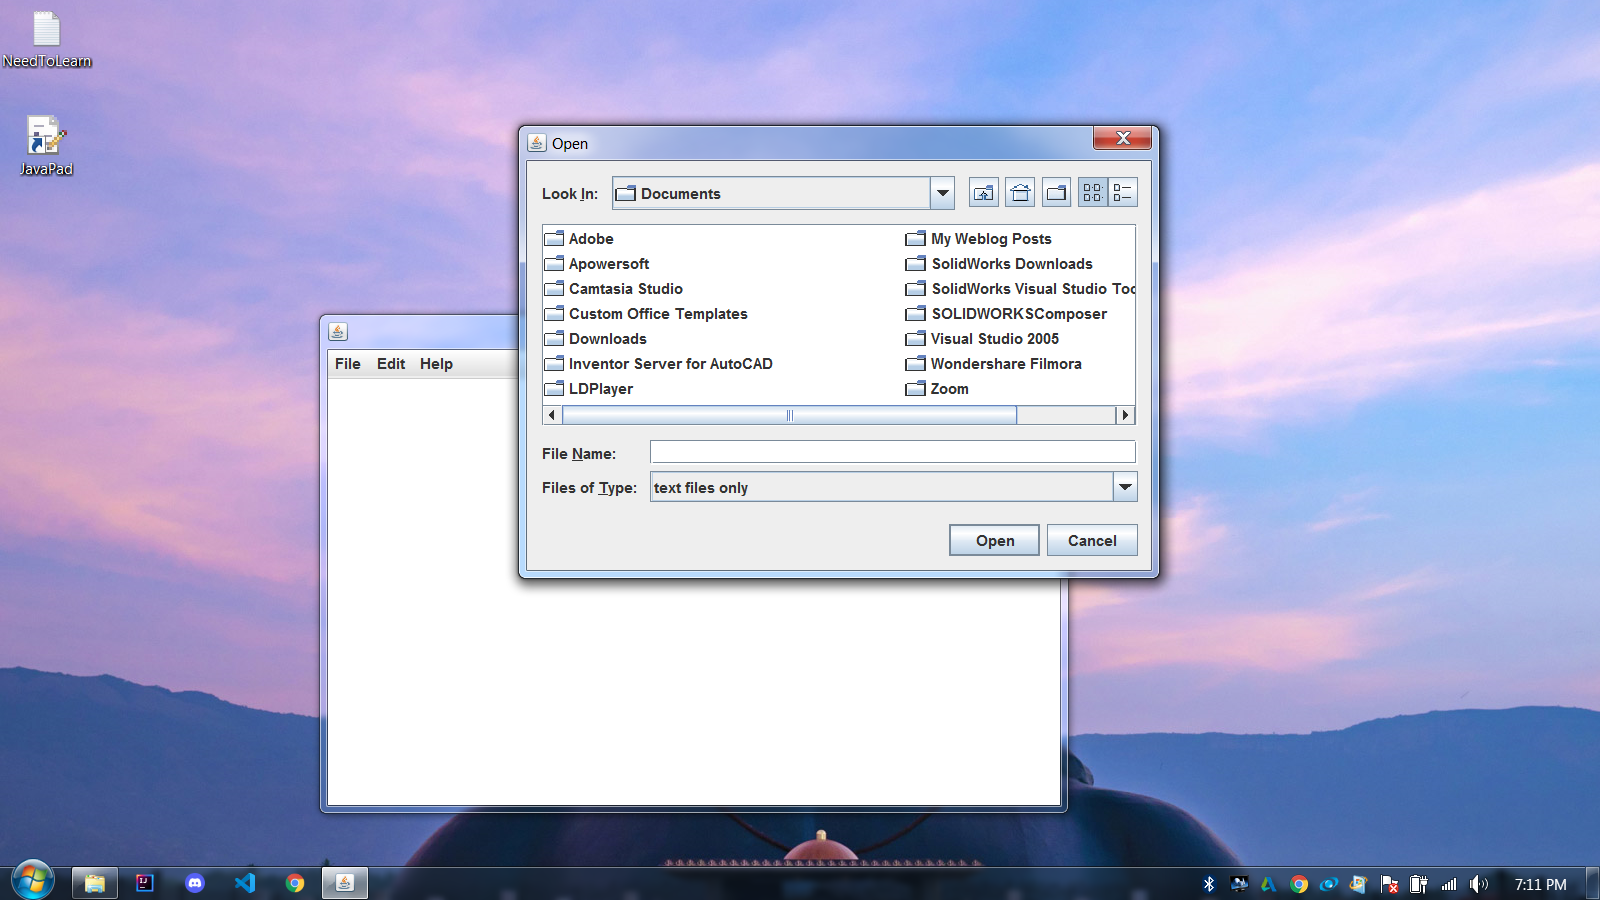 NeedToLearn
JavaPad
Open
Look In:
Documents
Adobe
Apowersoft
Camtasia Studio
Custom Office Templates
Downloads
Inventor Server for AutoCAD
LDPlayer
My Weblog Posts
SolidWorks Downloads
SolidWorks Visual Studio Too
SOLIDWORKSComposer
Visual Studio 2005
Wondershare Filmora
Zoom
File Name:
Files of Type:
text files only
Open
Cancel
File Edit Help
IJ
7:11 PM